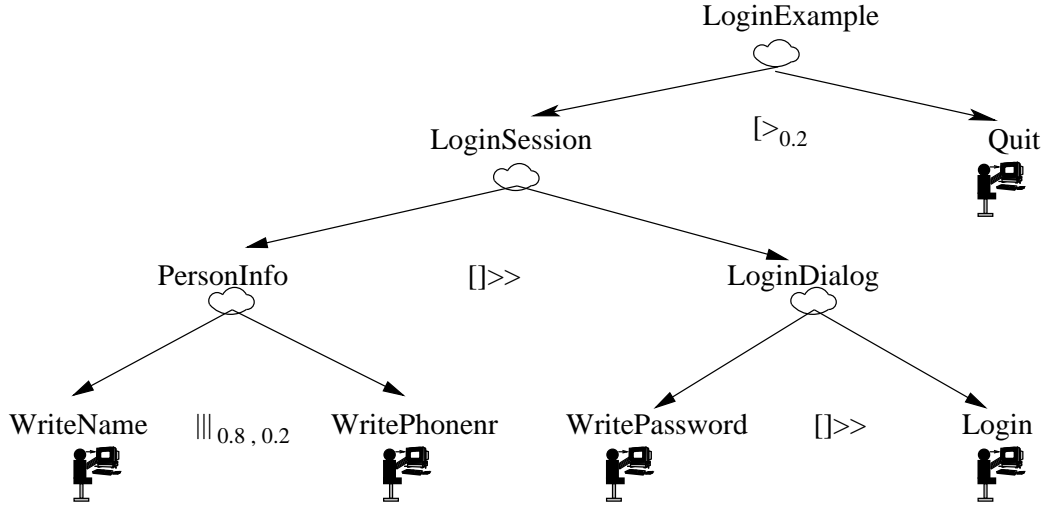 LoginExample
LoginSession [>0.2 Quit
PersonInfo []>> LoginDialog
WriteName ||| 0.8 , 0.2 WritePhonenr WritePassword []>> Login